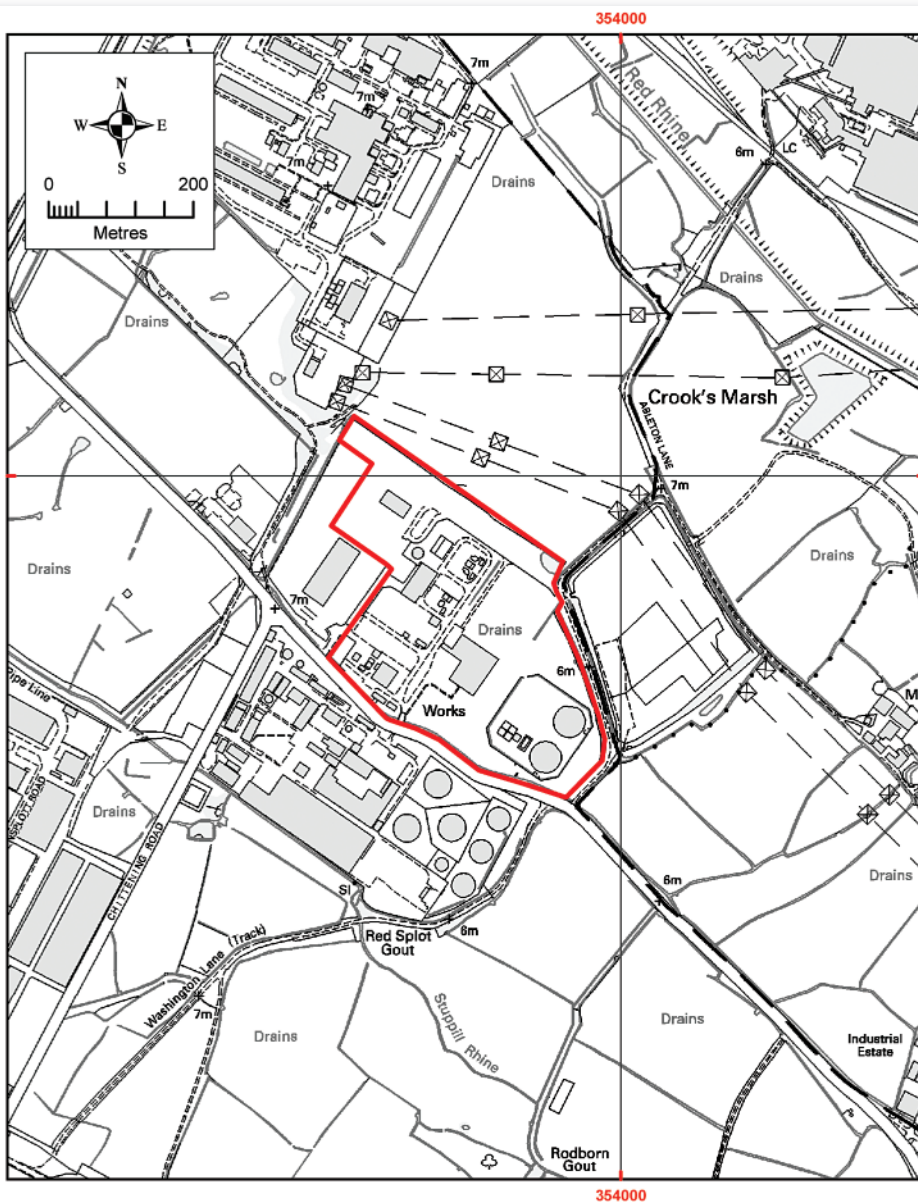 354000
N
W
E
S
0
200
Metres
7m
7m
7m
Red Rhine
6m
LC
Drains
Drains
Drains
Crook's Marsh
ABLETON LANE
7m
Drains
Drains
7m
Drains
6m
Pipe Line
Works
M
CHITTENING ROAD
Drains
Drains
6m
SI
6m
Red Splot
Gout
Washington Lane (Track)
7m
Drains
Stuppill Rhine
Drains
Industrial
Estate
Rodborn
Gout
354000